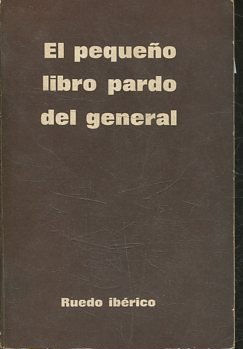 El pequeño
libro pardo
del general
Ruedo ibérico